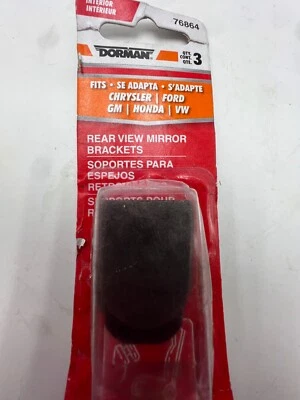 INTERIOR
INTERIEUR
76864
DORMAN
QTY.
CONT.
QTE.
3
FITS • SE ADAPTA • S'ADAPTE
CHRYSLER | FORD
GM | HONDA | VW
REAR VIEW MIRROR
BRACKETS
SOPORTES PARA
ESPEJOS